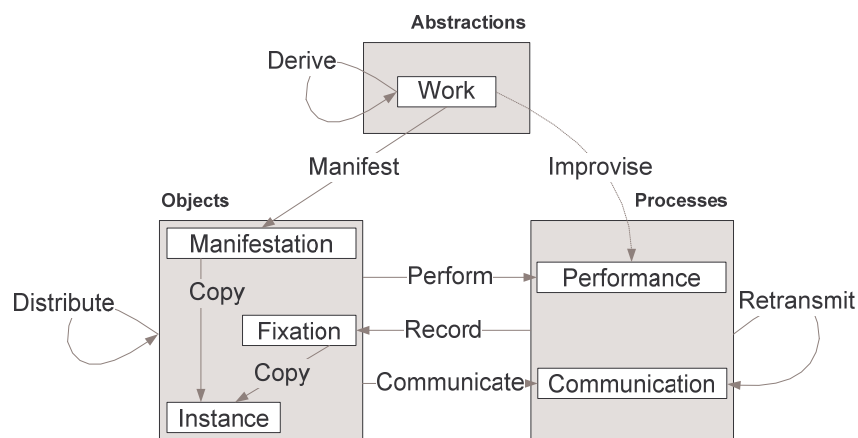 Abstractions
Derive
Work
Manifest
Improvise
Objects
Processes
Manifestation
Perform
Performance
Copy
Distribute
Retransmit
Fixation
Record
Copy
Communicate
Communication
Instance